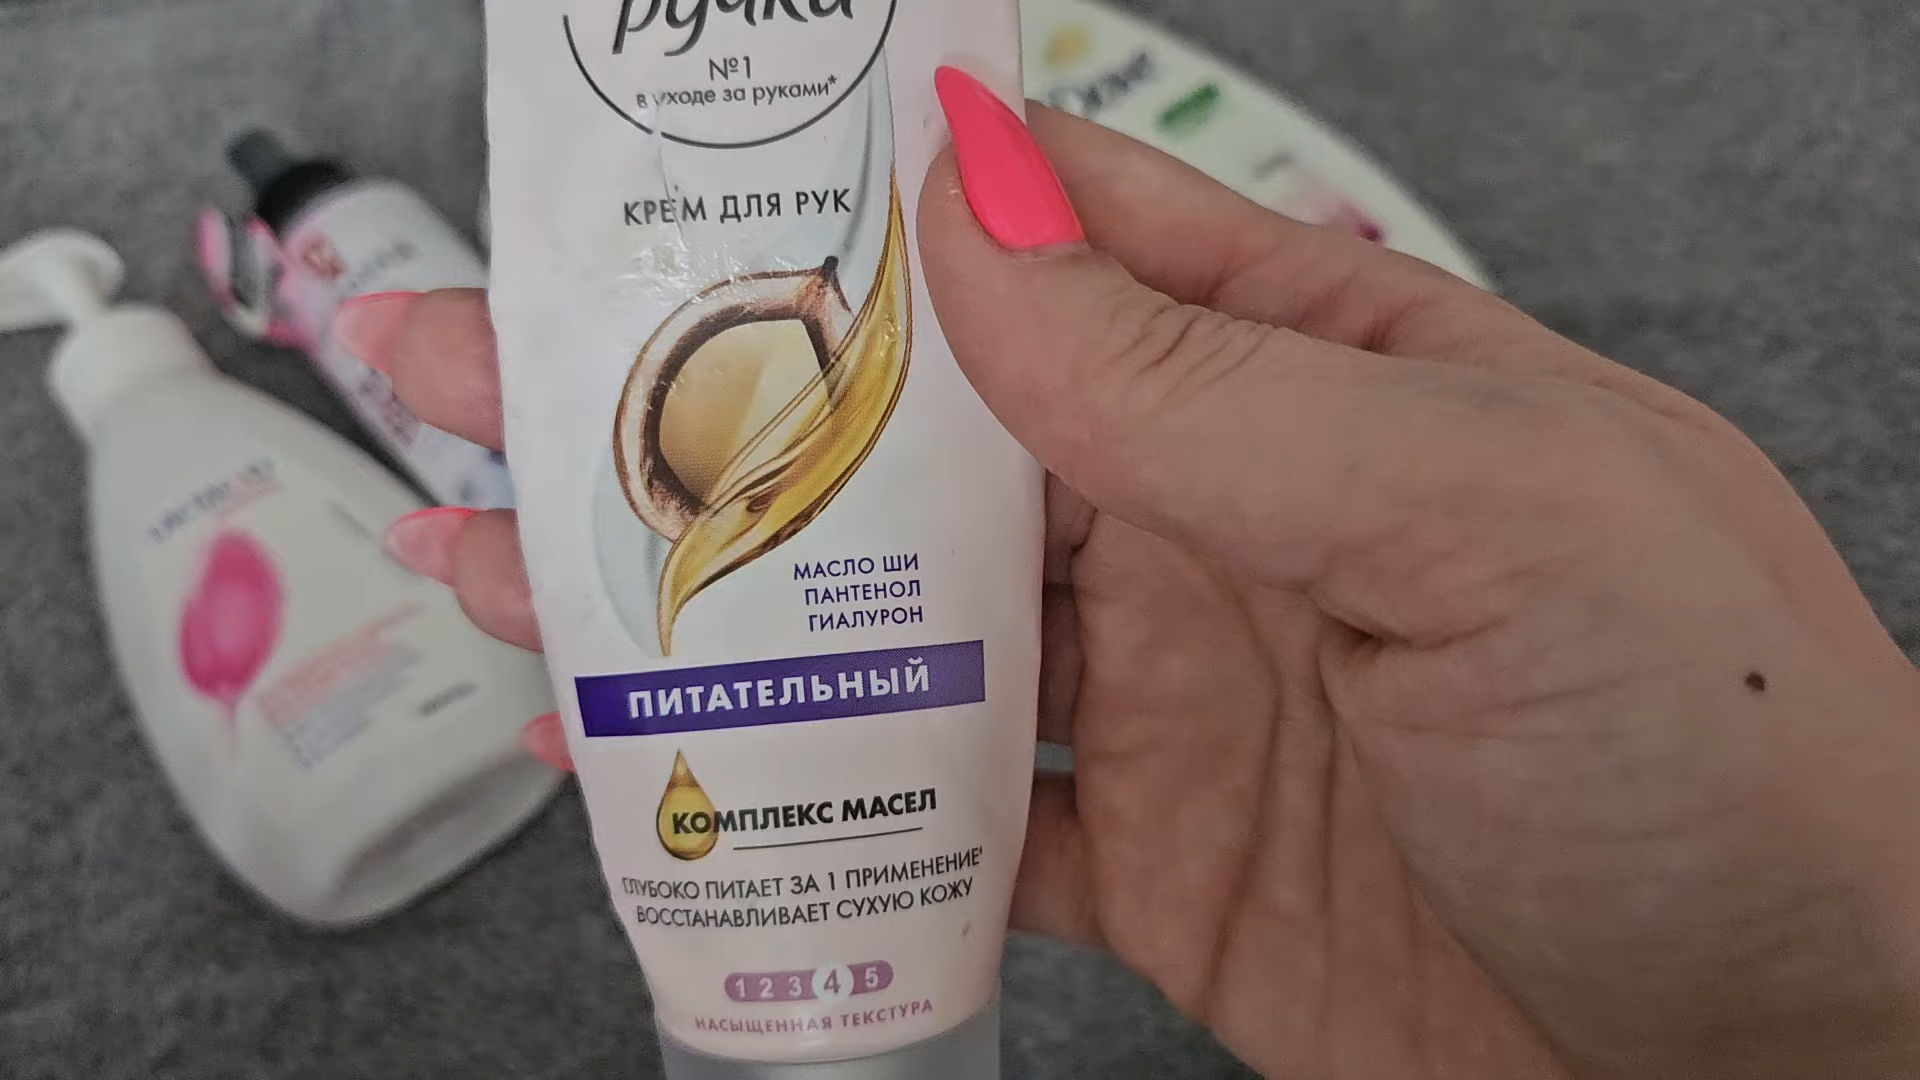 ручки
№1
в уходе за руками*
КРЕМ ДЛЯ РУК
МАСЛО ШИ
ПАНТЕНОЛ
ГИАЛУРОН
ПИТАТЕЛЬНЫЙ
КОМПЛЕКС МАСЕЛ
ГЛУБОКО ПИТАЕТ ЗА 1 ПРИМЕНЕНИЕ¹
ВОССТАНАВЛИВАЕТ СУХУЮ КОЖУ
1 2 3 4 5
НАСЫЩЕННАЯ ТЕКСТУРА